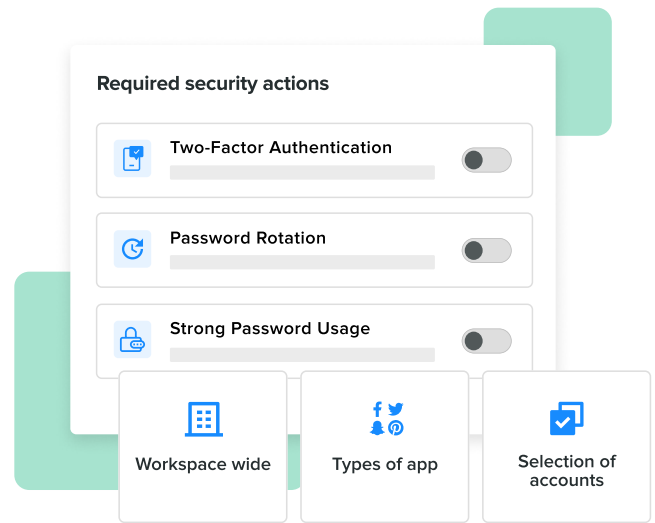 Required security actions
Two-Factor Authentication
Password Rotation
Strong Password Usage
Workspace wide
Types of app
Selection of
accounts